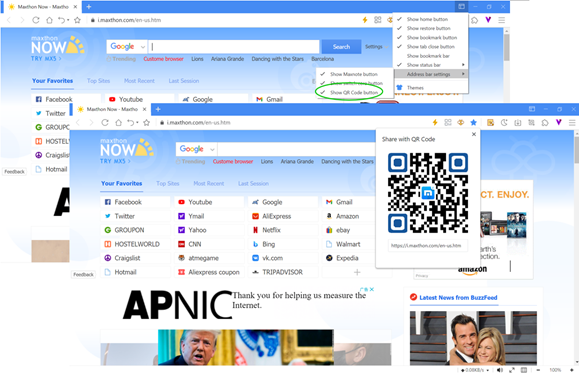 Maxthon Now - Maxtho
i.maxthon.com/en-us.htm
maxthon
NOW
TRY MX5 ›
Google
Search
Settings
Trending
Custome browser
Lions
Ariana Grande
Dancing with the Stars
Barcelona
Show home button
Show restore button
Show bookmark button
Show tab close button
Show bookmark bar
Show status bar
Address bar settings
Themes
Show Maxnote button
Show QR Code button
Your Favorites
Top Sites
Most Recent
Last Session
Facebook
Twitter
GROUPON
HOSTELWORLD
Craigslist
Hotmail
Feedback
Maxthon Now - Maxtho
i.maxthon.com/en-us.htm
maxthon
NOW
TRY MX5 ›
Google
Trending
Custome browser
Lions
Ariana Grande
Dancing with the Stars
Your Favorites
Top Sites
Most Recent
Last Session
Facebook
Youtube
Google
Gmail
Twitter
Ymail
AliExpress
Amazon
GROUPON
Yahoo
Netflix
ebay
HOSTELWORLD
CNN
Bing
Walmart
Craigslist
atmegame
vk.com
Expedia
Hotmail
Aliexpress coupon
TRIPADVISOR
Feedback
Share with QR Code
https://i.maxthon.com/en-us.htm
CT. ENJOY.
arth's
ection.
amazon
Privacy
APNIC
Thank you for helping us measure the
Internet.
Latest News from BuzzFeed
0.08KB/s
100%